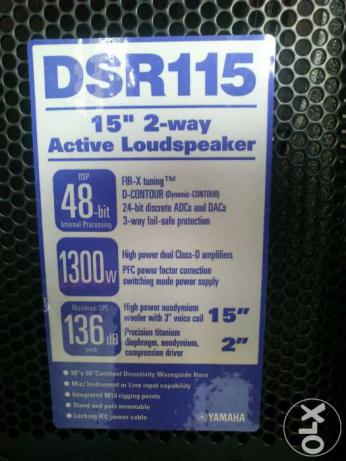 DSR115
15" 2-way
Active Loudspeaker
DSP
48-bit
Internal Processing
FIR-X tuning™
D-CONTOUR (Dynamic-CONTOUR)
24-bit discrete ADCs and DACs
3-way fail-safe protection
1300W
High power dual Class-D amplifiers
PFC power factor correction
switching mode power supply
Maximum SPL
136 dB
peak
High power neodymium
woofer with 3" voice coil
15"
Precision titanium
diaphragm, neodymium,
compression driver
2"
● 90°x 60°Constant Directivity Waveguide Horn
● Mic/ Instrument or Line input capability
● Integrated M10 rigging points
● Stand and pole mountable
● Locking IEC power cable
YAMAHA
OLX